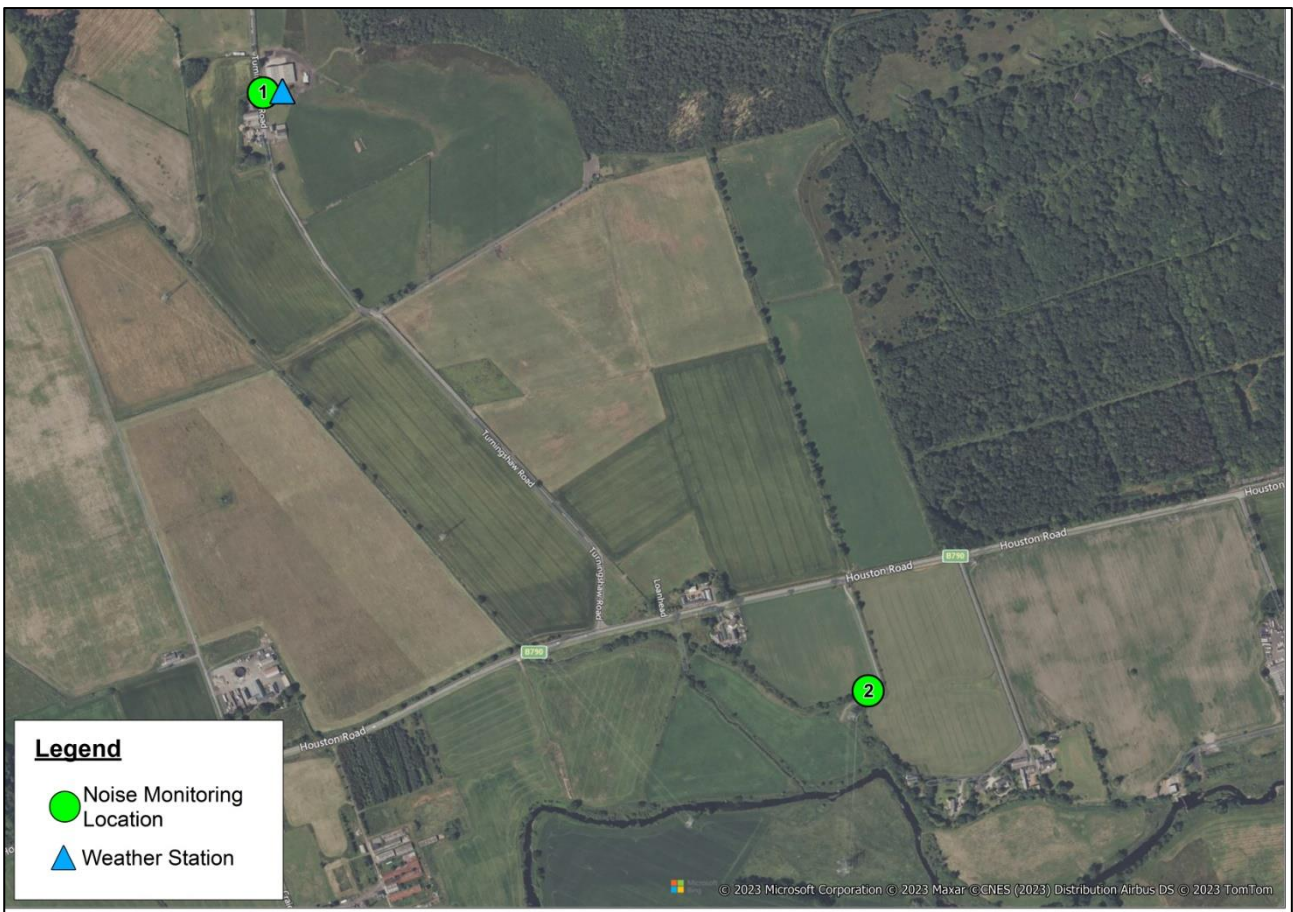 1
Road
Turningshaw Road
Turningshaw Road
Loanhead
Houston Road
B790
Houston Road
Houston
B790
Houston Road
2
Legend
Noise Monitoring
Location
Weather Station
© 2023 Microsoft Corporation © 2023 Maxar ©CNES (2023) Distribution Airbus DS © 2023 TomTom